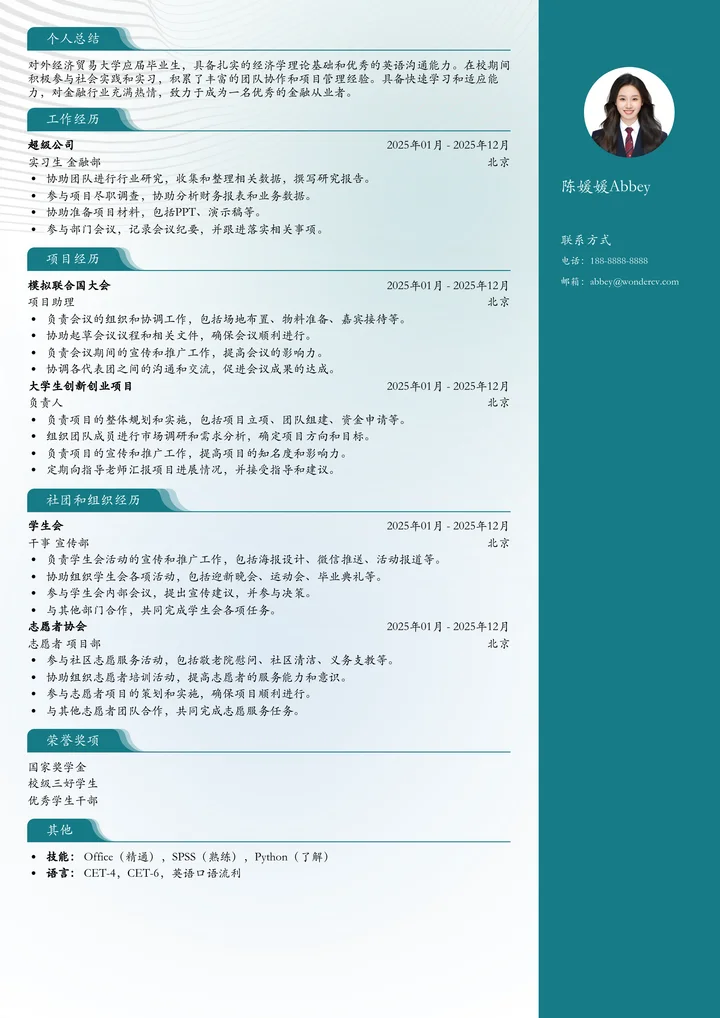 个人总结
对外经济贸易大学应届毕业生，具备扎实的经济学理论基础和优秀的英语沟通能力。在校期间
积极参与社会实践和实习，积累了丰富的团队协作和项目管理经验。具备快速学习和适应能
力，对金融行业充满热情，致力于成为一名优秀的金融从业者。
工作经历
超级公司 2025年01月 - 2025年12月
实习生 金融部 北京
• 协助团队进行行业研究，收集和整理相关数据，撰写研究报告。
• 参与项目尽职调查，协助分析财务报表和业务数据。
• 协助准备项目材料，包括PPT、演示稿等。
• 参与部门会议，记录会议纪要，并跟进落实相关事项。
项目经历
模拟联合国大会 2025年01月 - 2025年12月
项目助理 北京
• 负责会议的组织和协调工作，包括场地布置、物料准备、嘉宾接待等。
• 协助起草会议议程和相关文件，确保会议顺利进行。
• 负责会议期间的宣传和推广工作，提高会议的影响力。
• 协调各代表团之间的沟通和交流，促进会议成果的达成。
大学生创新创业项目 2025年01月 - 2025年12月
负责人 北京
• 负责项目的整体规划和实施，包括项目立项、团队组建、资金申请等。
• 组织团队成员进行市场调研和需求分析，确定项目方向和目标。
• 负责项目的宣传和推广工作，提高项目的知名度和影响力。
• 定期向指导老师汇报项目进展情况，并接受指导和建议。
社团和组织经历
学生会 2025年01月 - 2025年12月
干事 宣传部 北京
• 负责学生会活动的宣传和推广工作，包括海报设计、微信推送、活动报道等。
• 协助组织学生会各项活动，包括迎新晚会、运动会、毕业典礼等。
• 参与学生会内部会议，提出宣传建议，并参与决策。
• 与其他部门合作，共同完成学生会各项任务。
志愿者协会 2025年01月 - 2025年12月
志愿者 项目部 北京
• 参与社区志愿服务活动，包括敬老院慰问、社区清洁、义务支教等。
• 协助组织志愿者培训活动，提高志愿者的服务能力和意识。
• 参与志愿者项目的策划和实施，确保项目顺利进行。
• 与其他志愿者团队合作，共同完成志愿服务任务。
荣誉奖项
国家奖学金
校级三好学生
优秀学生干部
其他
• 技能： Office（精通）, SPSS（熟练）, Python（了解）
• 语言： CET-4，CET-6，英语口语流利
陈媛媛Abbey
联系方式
电话：188-8888-8888
邮箱：abbey@wondercv.com